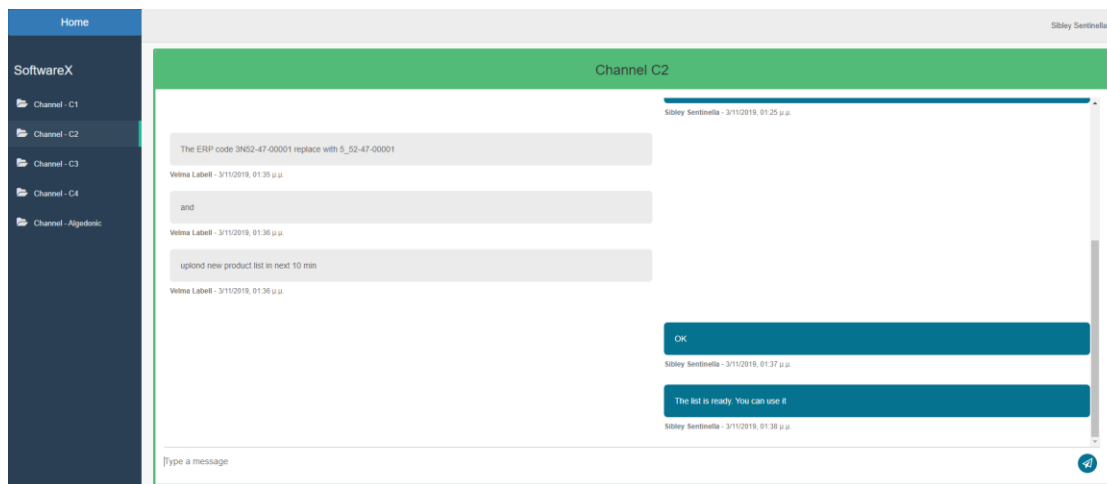 Home
Sibley Sentinella
SoftwareX
Channel - C1
Channel - C2
Channel - C3
Channel - C4
Channel - Algedonic
Channel C2
Sibley Sentinella - 3/11/2019, 01:25 μ.μ.
The ERP code 3N52-47-00001 replace with 5_52-47-00001
Velma Labell - 3/11/2019, 01:35 μ.μ.
and
Velma Labell - 3/11/2019, 01:36 μ.μ.
uplond new product list in next 10 min
Velma Labell - 3/11/2019, 01:36 μ.μ.
OK
Sibley Sentinella - 3/11/2019, 01:37 μ.μ.
The list is ready. You can use it
Sibley Sentinella - 3/11/2019, 01:38 μ.μ.
Type a message